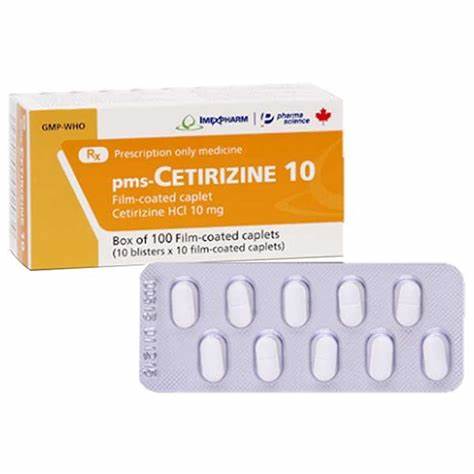 GMP-WHO
IMEXPHARM
pharma
science
Rx
Prescription only medicine
pms-CETIRIZINE 10
Film-coated caplet
Cetirizine HCl 10 mg
Box of 100 Film-coated caplets
(10 blisters x 10 film-coated caplets)